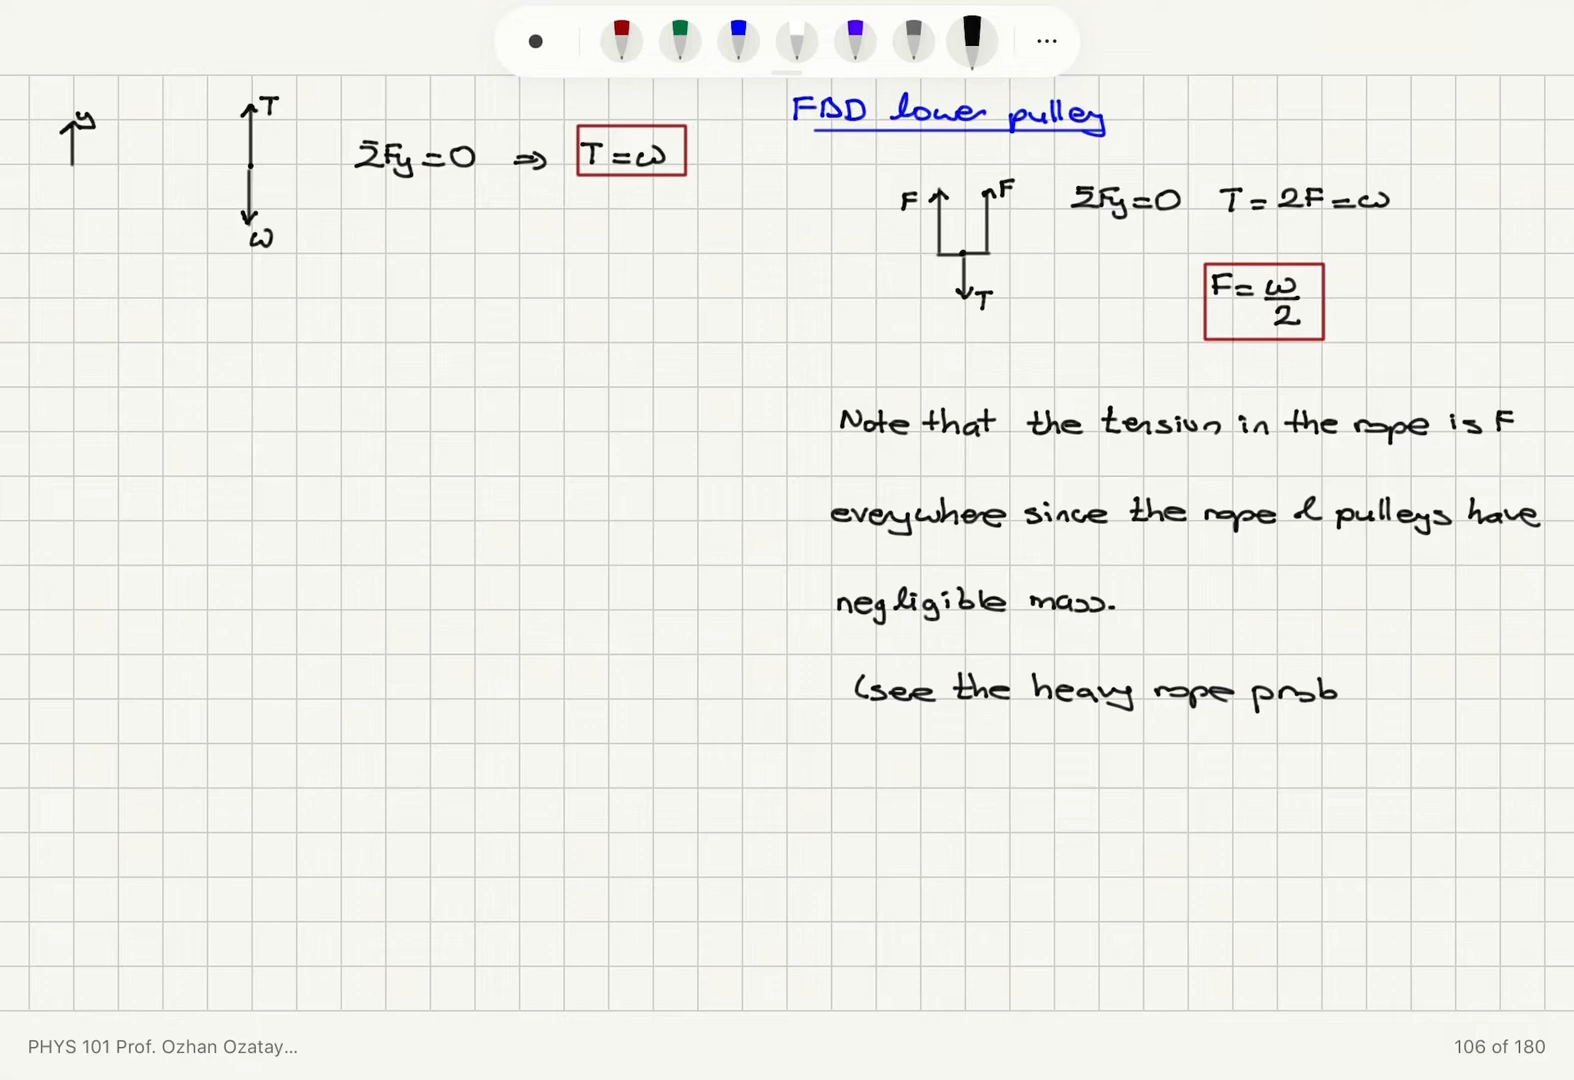 y
T
ΣFy = 0 ⇒ T = ω
ω
FBD lower pulley
F F ΣFy = 0 T = 2F = ω
T
F = ω/2
Note that the tension in the rope is F
everywhere since the rope & pulleys have
negligible mass.
(see the heavy rope prob
PHYS 101 Prof. Ozhan Ozatay...
106 of 180